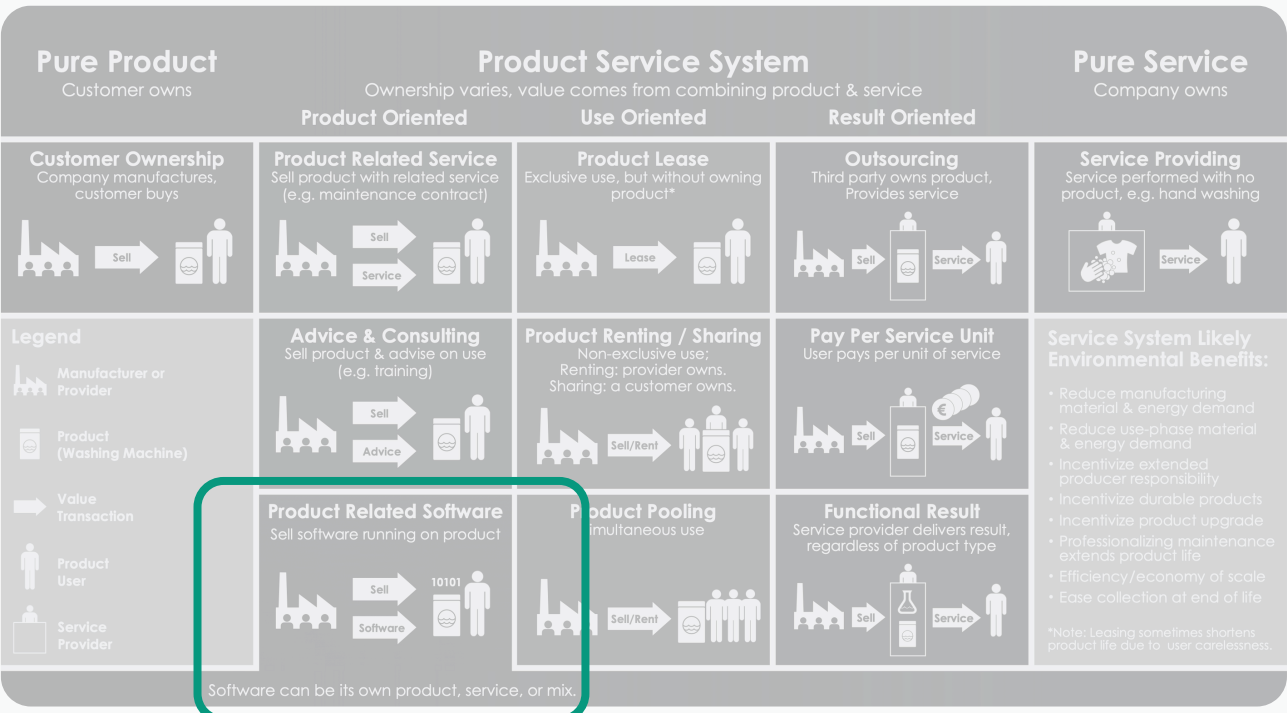 Pure Product
Customer owns
Product Service System
Ownership varies, value comes from combining product & service
Pure Service
Company owns
Product Oriented
Use Oriented
Result Oriented
Customer Ownership
Company manufactures,
customer buys
Sell
Product Related Service
Sell product with related service
(e.g. maintenance contract)
Sell
Service
Product Lease
Exclusive use, but without owning
product*
Lease
Outsourcing
Third party owns product,
Provides service
Sell
Service
Service Providing
Service performed with no
product, e.g. hand washing
Service
Legend
Manufacturer or
Provider
Product
(Washing Machine)
Value
Transaction
Product
User
Service
Provider
Advice & Consulting
Sell product & advise on use
(e.g. training)
Sell
Advice
Product Renting / Sharing
Non-exclusive use;
Renting: provider owns.
Sharing: a customer owns.
Sell/Rent
Pay Per Service Unit
User pays per unit of service
€
Sell
Service
Service System Likely
Environmental Benefits:
• Reduce manufacturing
material & energy demand
• Reduce use-phase material
& energy demand
• Incentivize extended
producer responsibility
• Incentivize durable products
• Incentivize product upgrade
• Professionalizing maintenance
extends product life
• Efficiency/economy of scale
• Ease collection at end of life
*Note: Leasing sometimes shortens
product life due to user carelessness.
Product Related Software
Sell software running on product
Sell
10101
Software
Product Pooling
Simultaneous use
Sell/Rent
Functional Result
Service provider delivers result,
regardless of product type
Sell
Service
Software can be its own product, service, or mix.